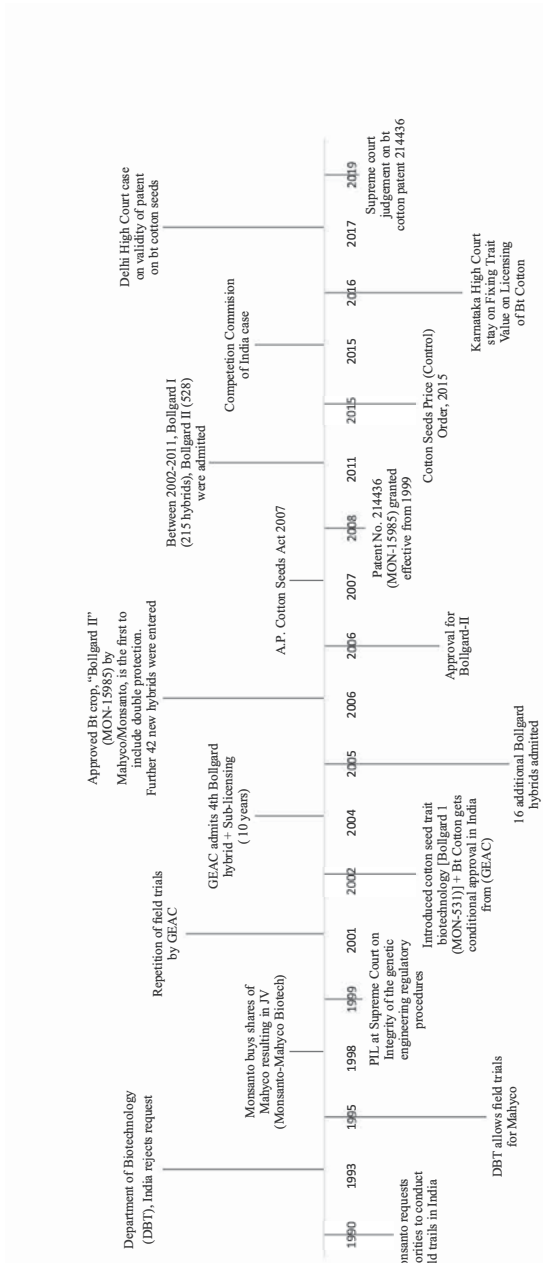 Department of Biotechnology
(DBT), India rejects request
Monsanto buys shares of
Mahyco resulting in JV
(Monsanto-Mahyco Biotech)
Repetition of field trials
by GEAC
GEAC admits 4th Bollgard
hybrid + Sub-licensing
( 10 years)
Approved Bt crop, “Bollgard II”
(MON-15985) by
Mahyco/Monsanto, is the first to
include double protection.
Further 42 new hybrids were entered
A.P. Cotton Seeds Act 2007
Between 2002-2011, Bollgard I
(215 hybrids), Bollgard II (528)
were admitted
Competetion Commision
of India case
Delhi High Court case
on validity of patent
on bt cotton seeds
1990
1993
1995
1998
1999
2001
2002
2004
2005
2006
2006
2007
2008
2011
2015
2015
2016
2017
2019
requests
to conduct
trails in India
DBT allows field trials
for Mahyco
PIL at Supreme Court on
Integrity of the genetic
engineering regulatory
procedures
Introduced cotton seed trait
biotechnology [Bollgard 1
(MON-531)] + Bt Cotton gets
conditional approval in India
from (GEAC)
16 additional Bollgard
hybrids admitted
Approval for
Bollgard-II
Patent No. 214436
(MON-15985) granted
effective from 1999
Cotton Seeds Price (Control)
Order, 2015
Karnataka High Court
stay on Fixing Trait
Value on Licensing
of Bt Cotton
Supreme court
judgement on bt
cotton patent 214436